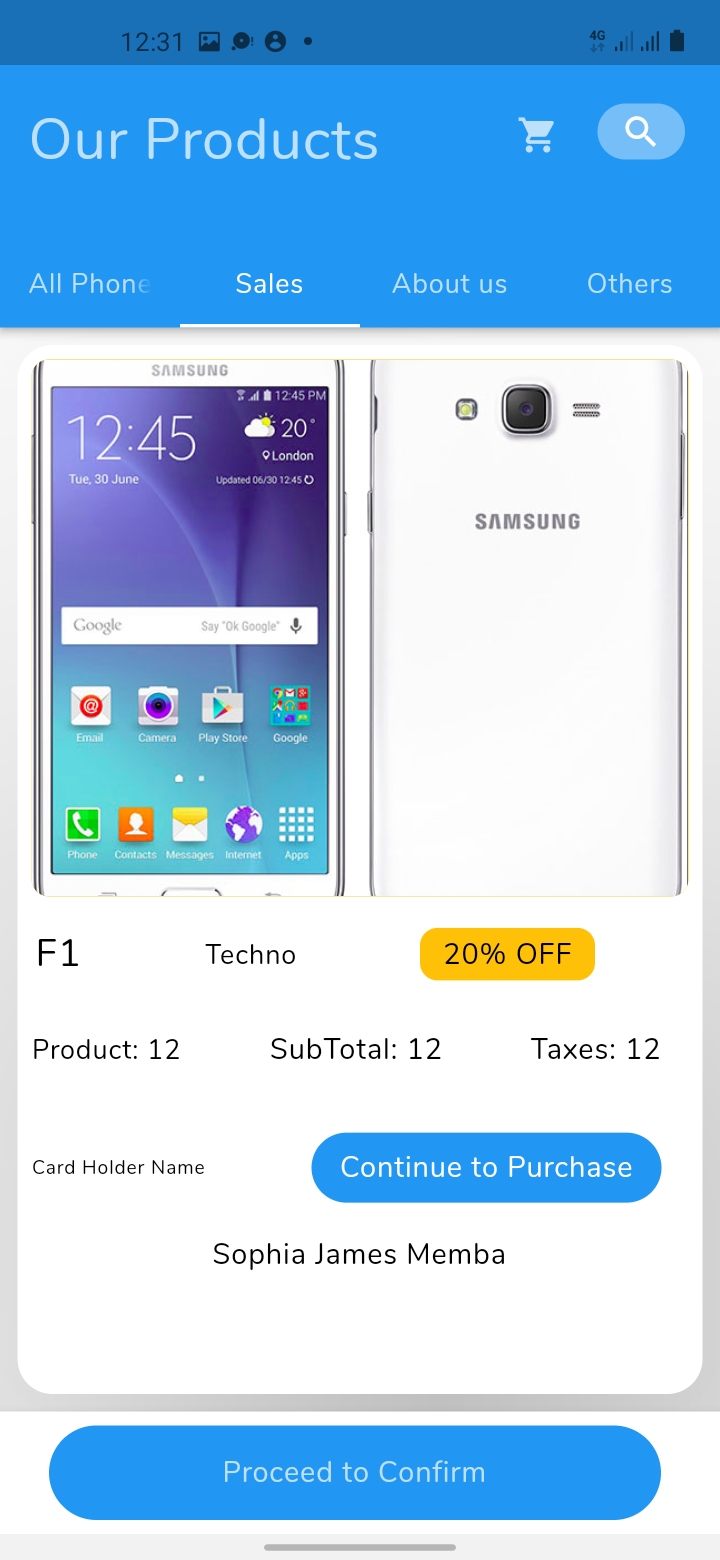 12:31
4G
Our Products
All Phone
Sales
About us
Others
SAMSUNG
12:45 PM
12:45
20°
London
Tue, 30 June
Updated 06/30 12:45
SAMSUNG
Google
Say "Ok Google"
Email
Camera
Play Store
Google
Phone
Contacts
Messages
Internet
Apps
F1
Techno
20% OFF
Product: 12
SubTotal: 12
Taxes: 12
Card Holder Name
Continue to Purchase
Sophia James Memba
Proceed to Confirm